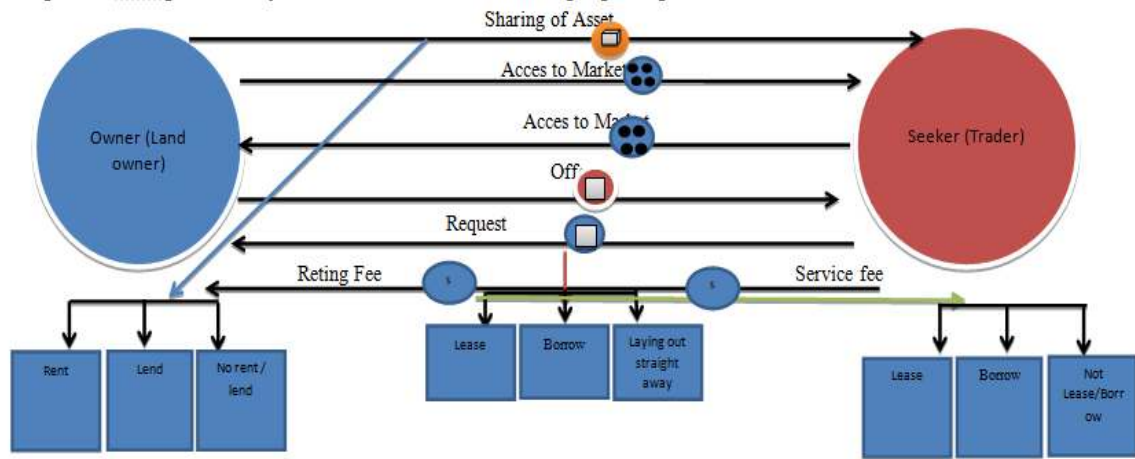 Sharing of Asset
Acces to Market
Owner (Land
owner)
Seeker (Trader)
Acces to Market
Off
Request
Reting Fee
$
$
Service fee
Rent
Lend
No rent /
lend
Lease
Borrow
Laying out
straight
away
Lease
Borrow
Not
Lease/Borr
ow